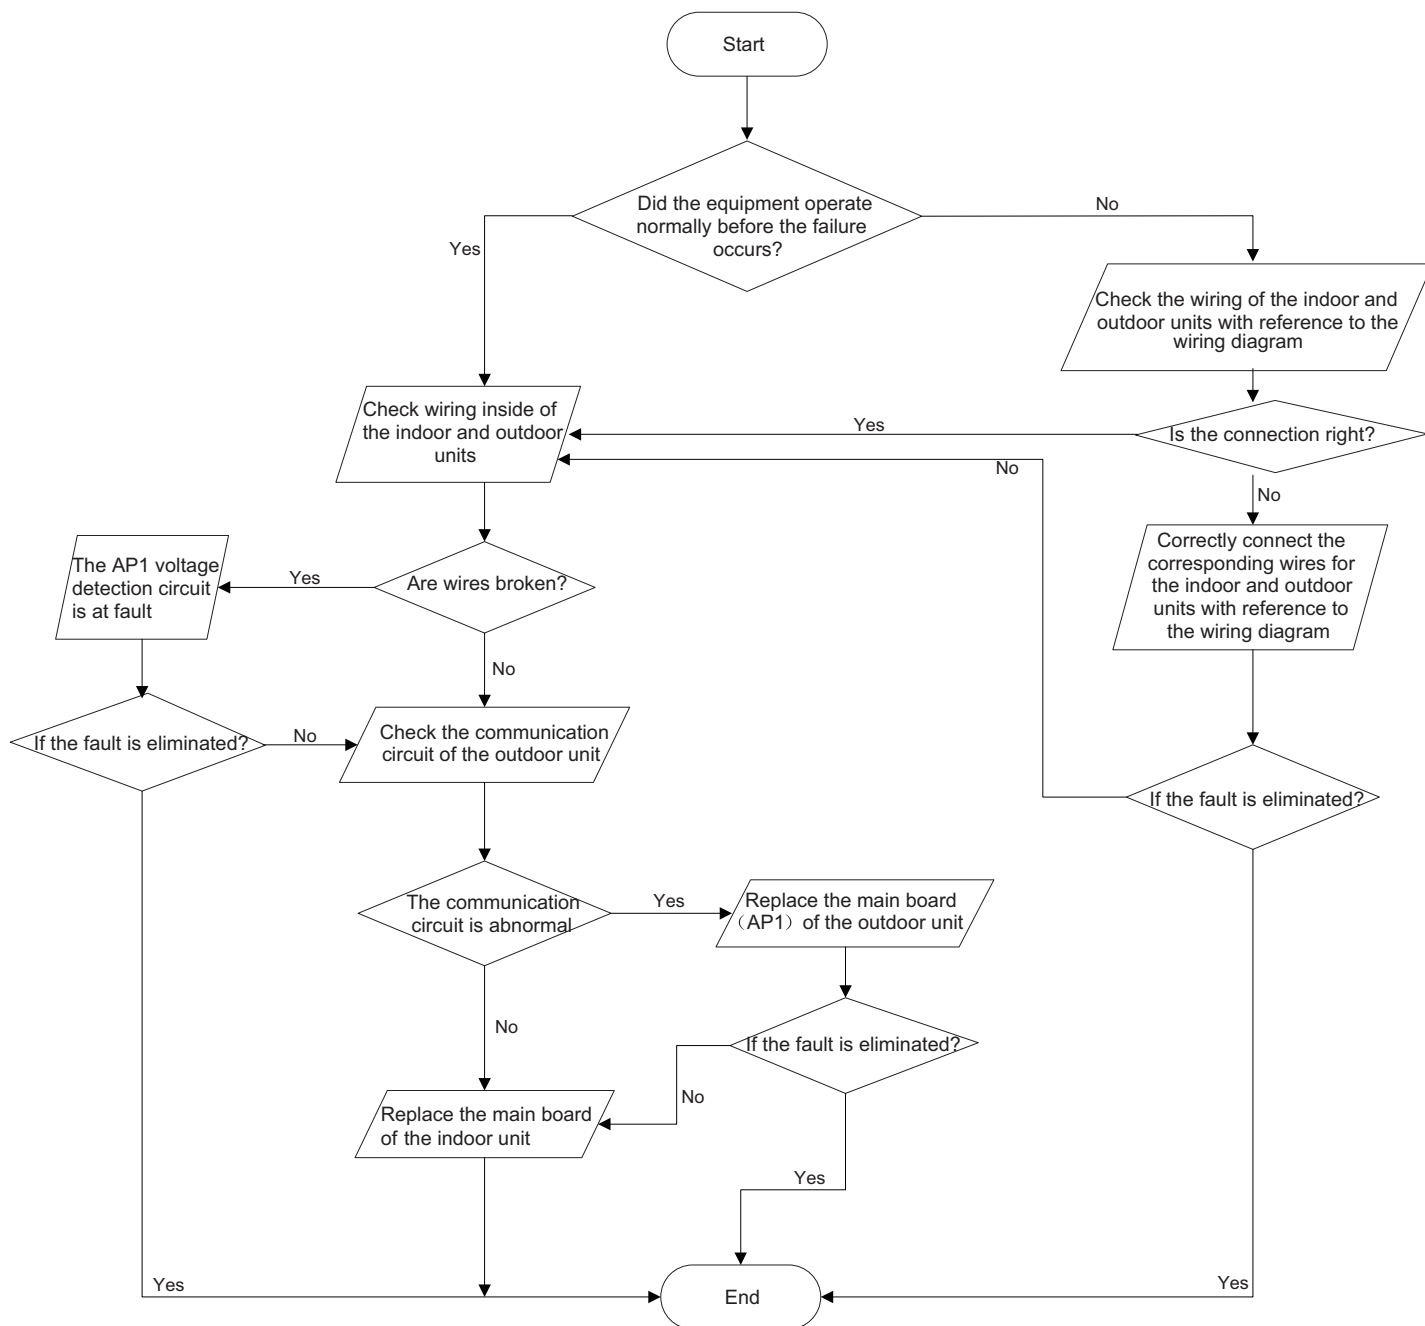 Start
Did the equipment operate
normally before the failure
occurs?
No
Yes
Check the wiring of the indoor and
outdoor units with reference to the
wiring diagram
Check wiring inside of
the indoor and outdoor
units
Yes
Is the connection right?
No
No
The AP1 voltage
detection circuit
is at fault
Yes
Are wires broken?
Correctly connect the
corresponding wires for
the indoor and outdoor
units with reference to
the wiring diagram
No
If the fault is eliminated?
No
Check the communication
circuit of the outdoor unit
If the fault is eliminated?
The communication
circuit is abnormal
Yes
Replace the main board
（AP1）of the outdoor unit
No
If the fault is eliminated?
No
Replace the main board
of the indoor unit
Yes
Yes
End
Yes